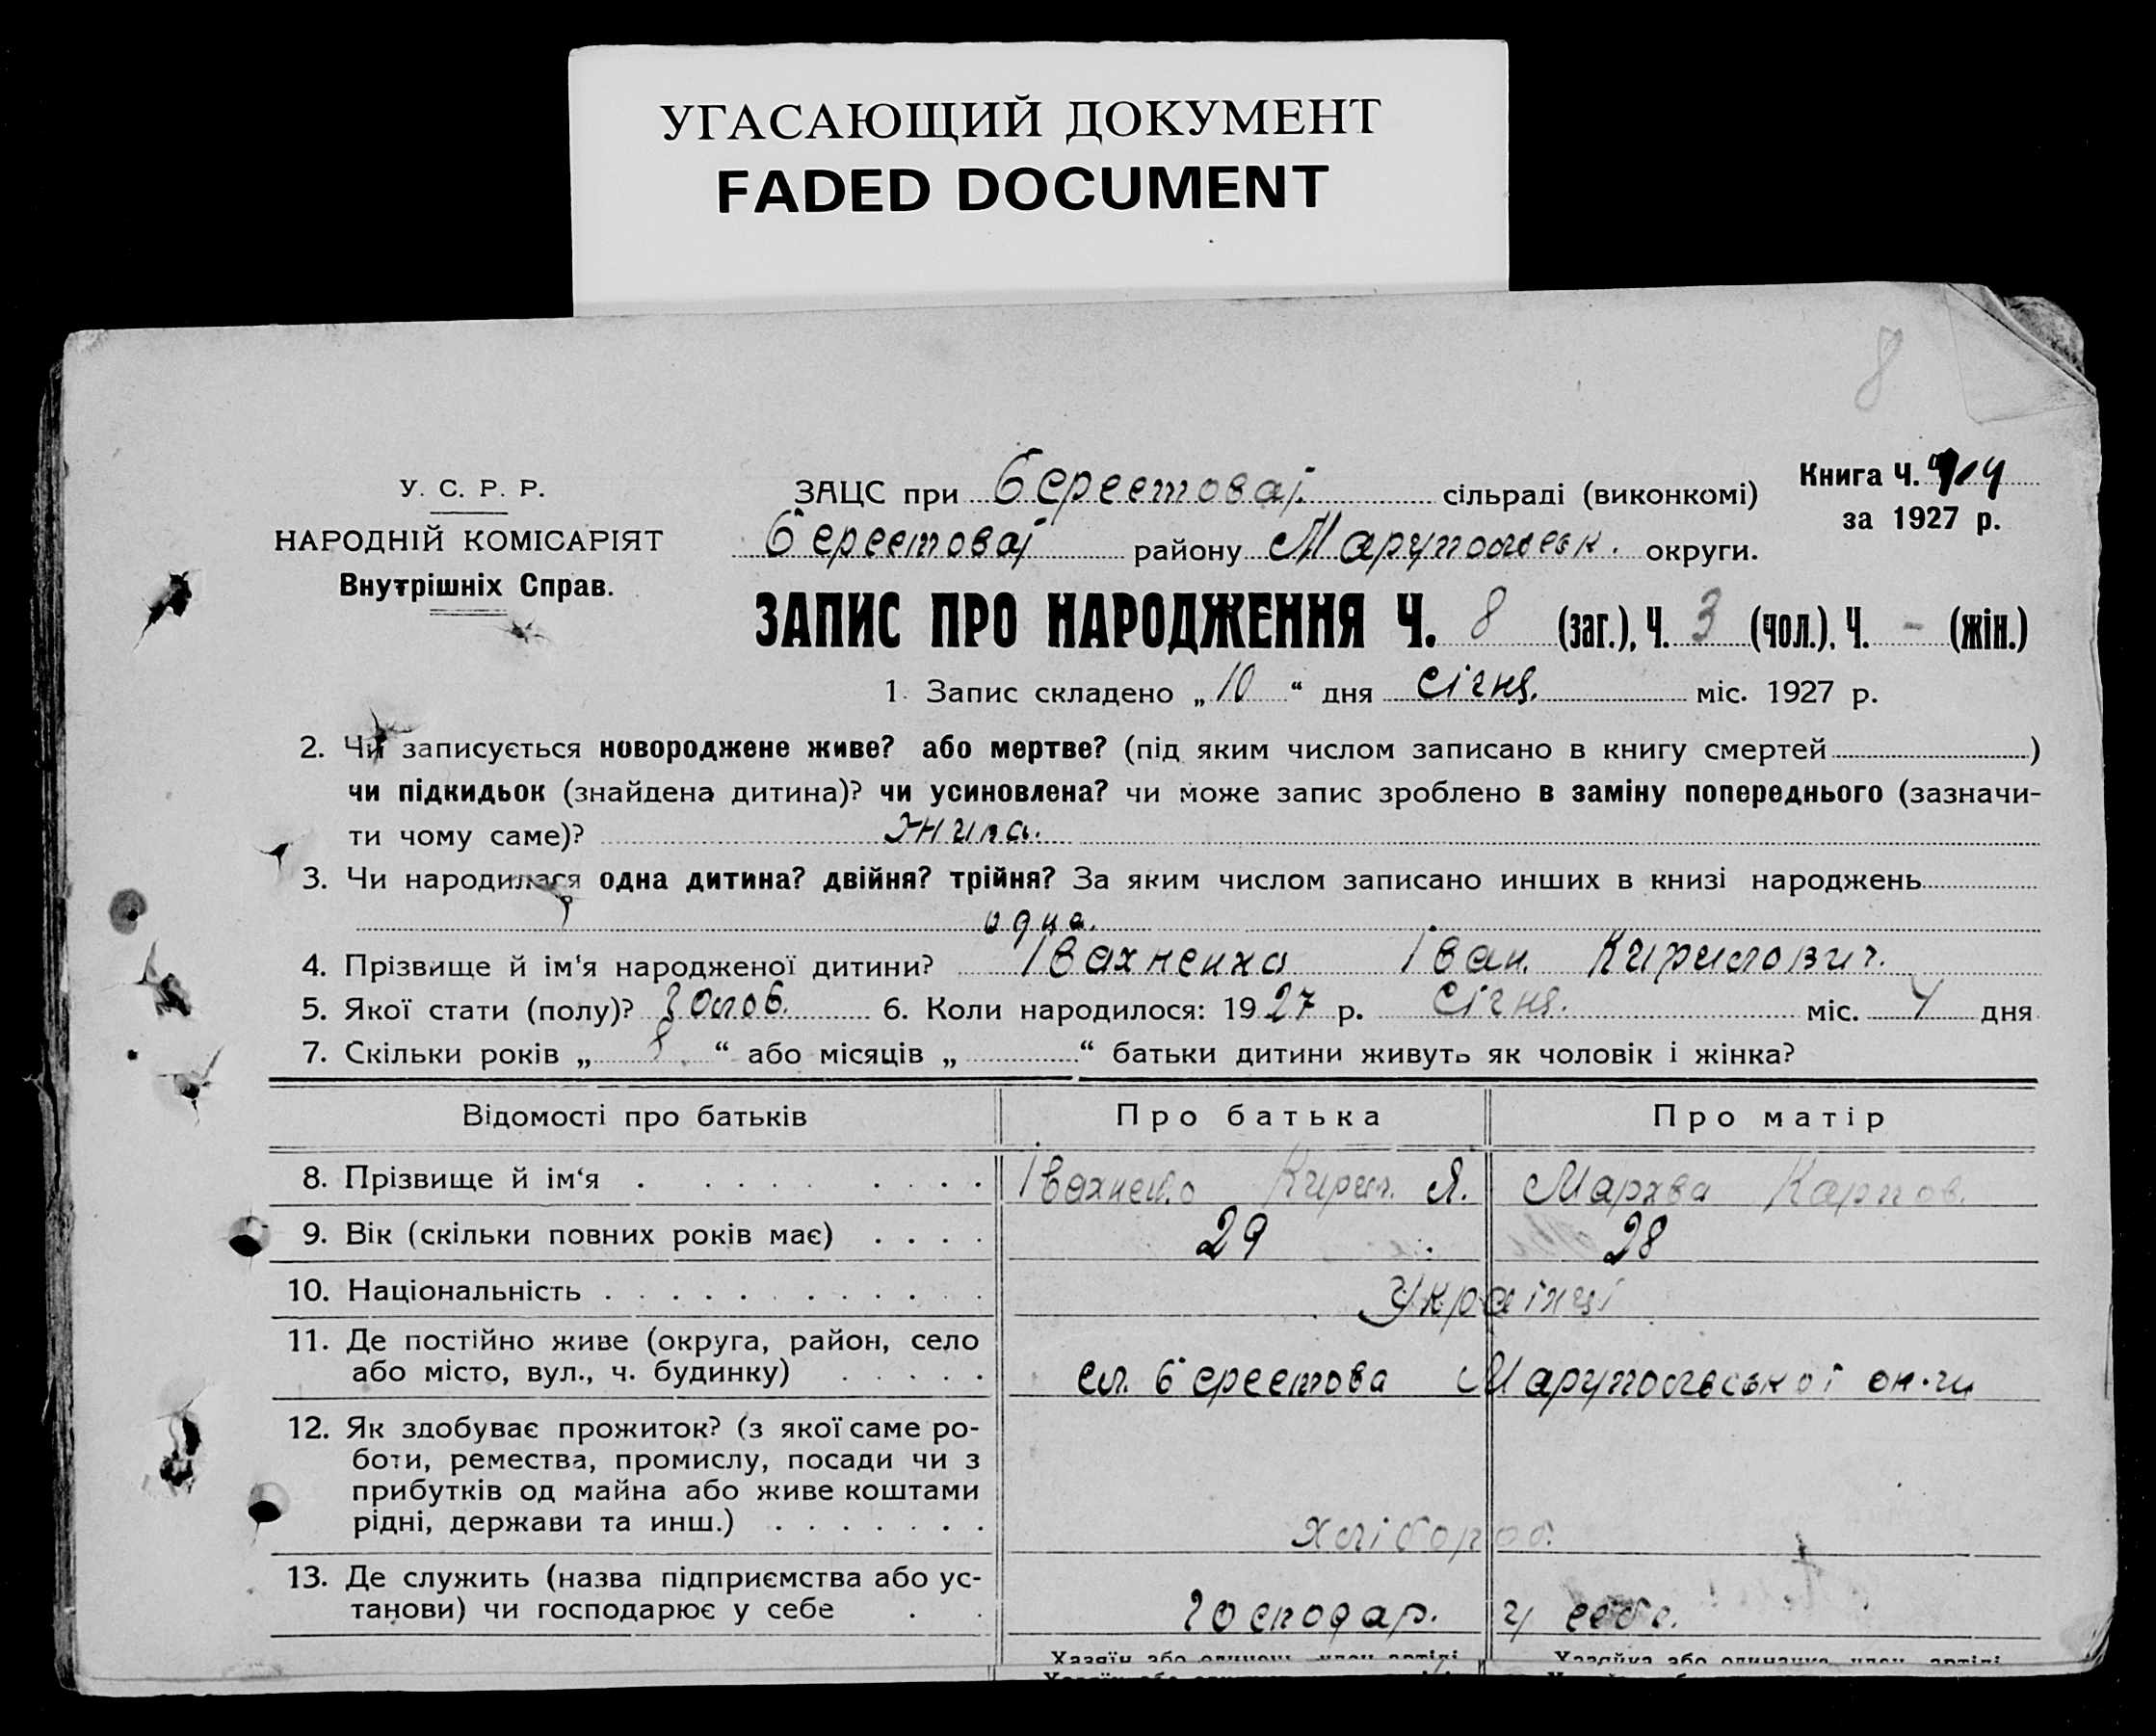 УГАСАЮЩИЙ ДОКУМЕНТ
FADED DOCUMENT
8
У. С. Р. Р.
НАРОДНІЙ КОМІСАРІЯТ
Внутрішніх Справ.
ЗАЦС при Берестовай. сільраді (виконкомі)
Берестовай району Марупольск. округи.
Книга Ч.
за 1927 р.
ЗАПИС ПРО НАРОДЖЕННЯ Ч. 8 (заг.), Ч. 3 (чол.), Ч. - (жін.)
1. Запис складено „ 10 “ дня січня. міс. 1927 р.
2. Чи записується новороджене живе? або мертве? (під яким числом записано в книгу смертей )
чи підкидьок (знайдена дитина)? чи усиновлена? чи може запис зроблено в заміну попереднього (зазначи-
ти чому саме)? жива.
3. Чи народилася одна дитина? двійня? трійня? За яким числом записано инших в книзі народжень
одна.
4. Прізвище й ім‘я народженої дитини? Івахненко Іван. Кирилович.
5. Якої стати (полу)? чолов. 6. Коли народилося: 1927 р. січня. міс. 4 дня
7. Скільки років „ 8 “ або місяців „ “ батьки дитини живуть як чоловік і жінка?
Відомості про батьків Про батька Про матір
8. Прізвище й ім‘я Івахненко Кирил. Я. Мархва Карпов.
9. Вік (скільки повних років має) 29 28
10. Національність Українці
11. Де постійно живе (округа, район, село
або місто, вул., ч. будинку) сл. Берестова Марупольської ок-ги
12. Як здобуває прожиток? (з якої саме ро-
боти, ремества, промислу, посади чи з
прибутків од майна або живе коштами
рідні, держави та инш.) хлібороб.
13. Де служить (назва підприємства або ус-
танови) чи господарює у себе господар. у себе.